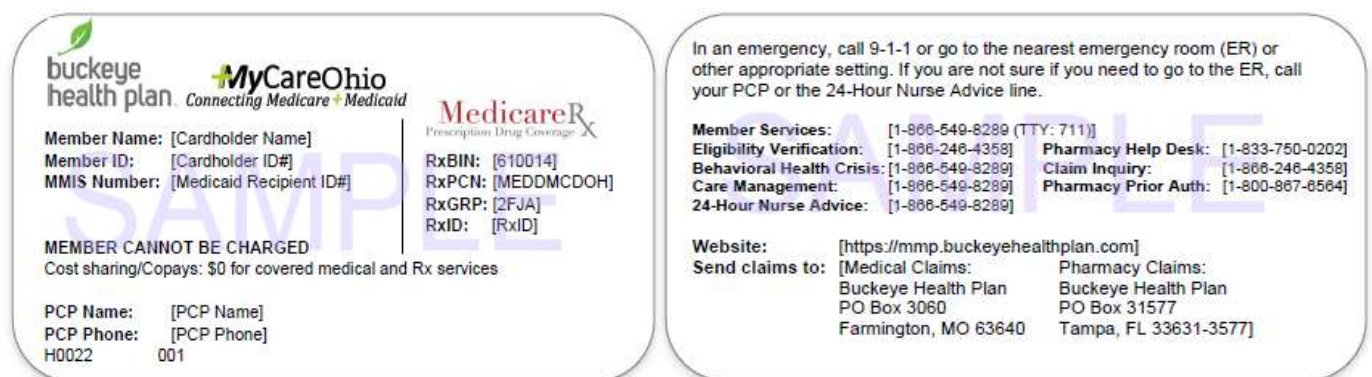 buckeye
health plan.
MyCareOhio
Connecting Medicare + Medicaid
MedicareRx
Prescription Drug Coverage
Member Name: [Cardholder Name]
Member ID: [Cardholder ID#]
MMIS Number: [Medicaid Recipient ID#]
RxBIN: [610014]
RxPCN: [MEDDMCDOH]
RxGRP: [2FJA]
RxID: [RxID]
MEMBER CANNOT BE CHARGED
Cost sharing/Copays: $0 for covered medical and Rx services
PCP Name: [PCP Name]
PCP Phone: [PCP Phone]
H0022 001
SAMPLE
In an emergency, call 9-1-1 or go to the nearest emergency room (ER) or
other appropriate setting. If you are not sure if you need to go to the ER, call
your PCP or the 24-Hour Nurse Advice line.
Member Services: [1-866-549-8289 (TTY: 711)]
Eligibility Verification: [1-866-246-4358] Pharmacy Help Desk: [1-833-750-0202]
Behavioral Health Crisis: [1-866-549-8289] Claim Inquiry: [1-866-246-4358]
Care Management: [1-866-549-8289] Pharmacy Prior Auth: [1-800-867-6564]
24-Hour Nurse Advice: [1-866-549-8289]
Website: [https://mmp.buckeyehealthplan.com]
Send claims to: [Medical Claims: Pharmacy Claims:
Buckeye Health Plan Buckeye Health Plan
PO Box 3060 PO Box 31577
Farmington, MO 63640 Tampa, FL 33631-3577]
SAMPLE